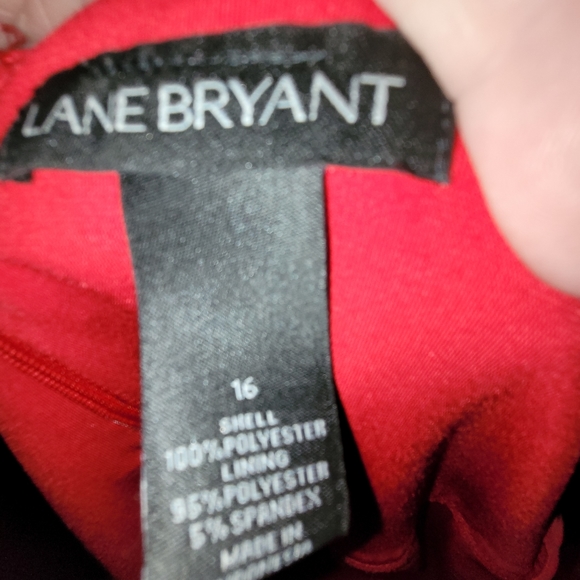 LANE BRYANT
16
SHELL
100% POLYESTER
LINING
95% POLYESTER
5% SPANDEX
MADE IN